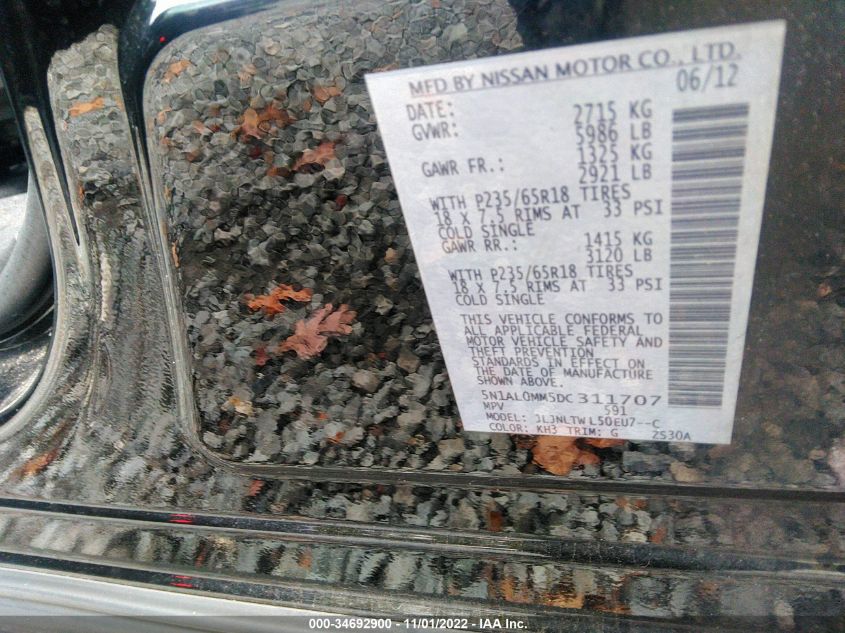 MFD BY NISSAN MOTOR CO., LTD.
DATE: 06/12
GVWR: 2715 KG
5986 LB
GAWR FR.: 1325 KG
2921 LB
WITH P235/65R18 TIRES
18 X 7.5 RIMS AT 33 PSI
COLD SINGLE
GAWR RR.: 1415 KG
3120 LB
WITH P235/65R18 TIRES
18 X 7.5 RIMS AT 33 PSI
COLD SINGLE
THIS VEHICLE CONFORMS TO
ALL APPLICABLE FEDERAL
MOTOR VEHICLE SAFETY AND
THEFT PREVENTION
STANDARDS IN EFFECT ON
THE DATE OF MANUFACTURE
SHOWN ABOVE.
5N1AL0MM5DC311707
MPV 591
MODEL: JLJNLTWL50EU7--C
COLOR: KH3 TRIM: G 2S30A
000-34692900 - 11/01/2022 - IAA Inc.